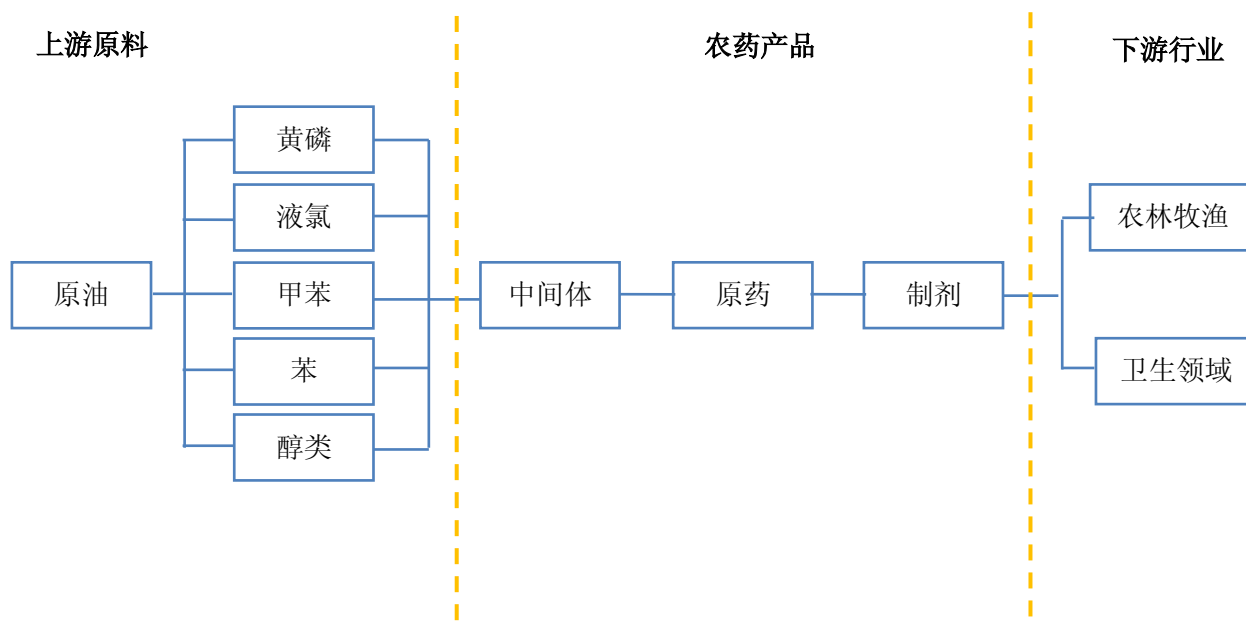 上游原料
农药产品
下游行业
黄磷
液氯
原油
甲苯
苯
醇类
中间体
原药
制剂
农林牧渔
卫生领域